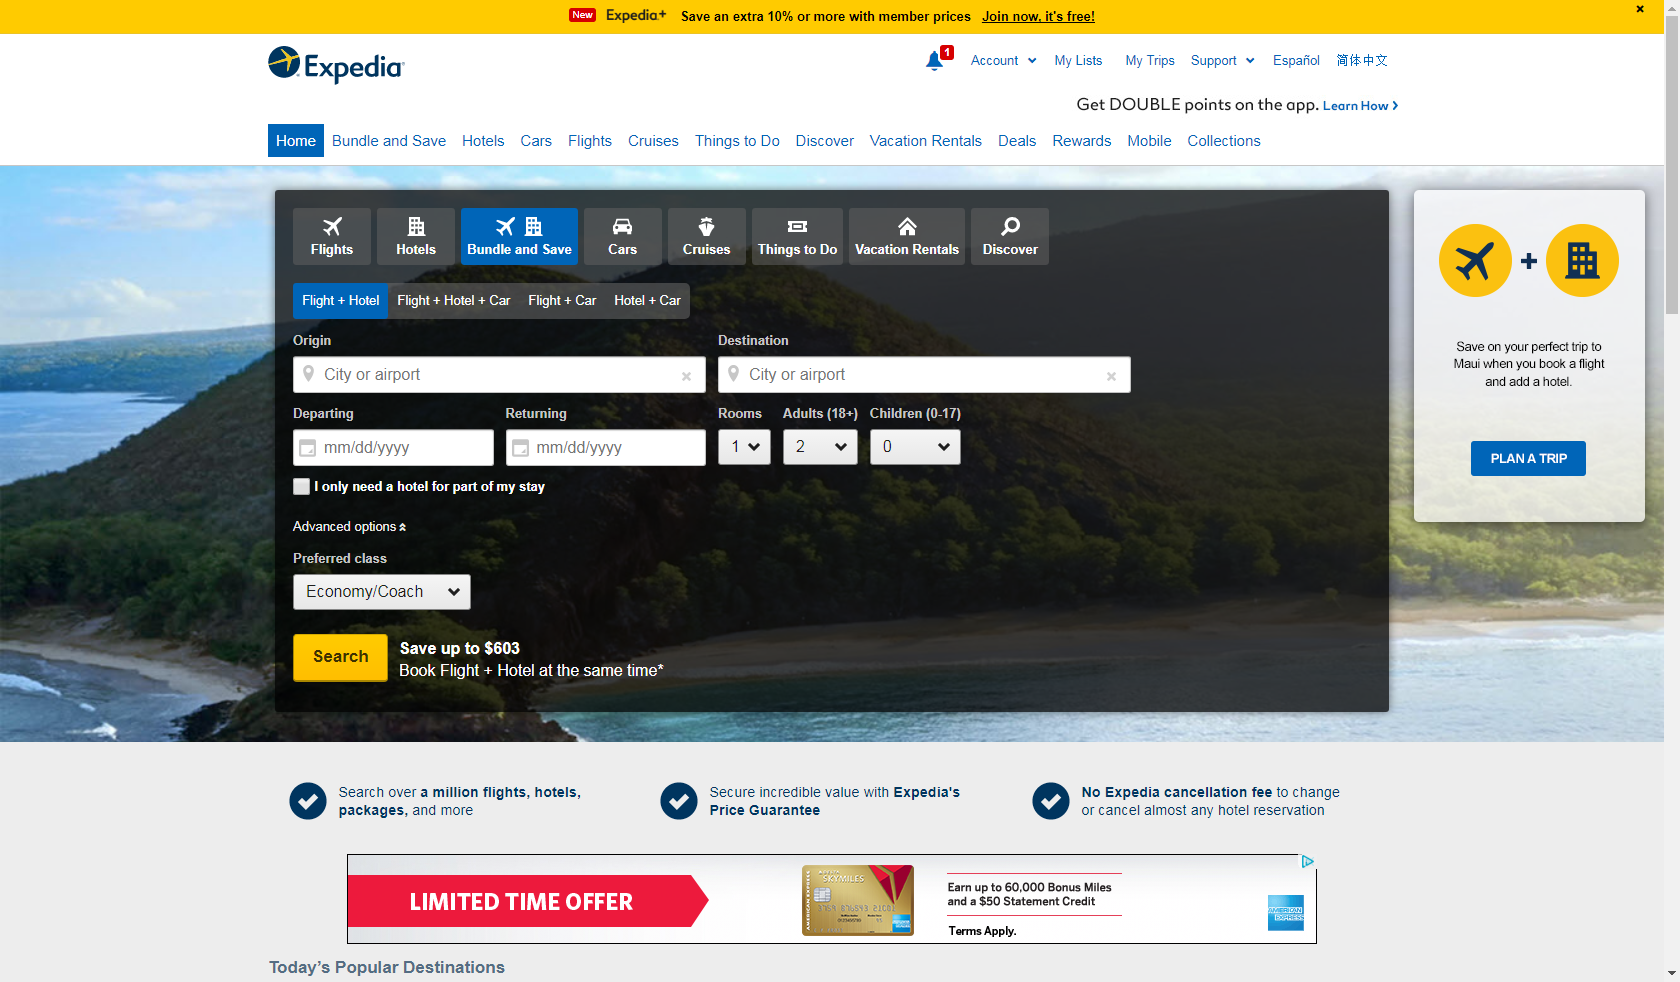 New Expedia+ Save an extra 10% or more with member prices Join now, it's free!
Expedia
1 Account My Lists My Trips Support Español 简体中文
Get DOUBLE points on the app. Learn How
Home Bundle and Save Hotels Cars Flights Cruises Things to Do Discover Vacation Rentals Deals Rewards Mobile Collections
Flights Hotels Bundle and Save Cars Cruises Things to Do Vacation Rentals Discover
Flight + Hotel Flight + Hotel + Car Flight + Car Hotel + Car
Origin Destination
City or airport City or airport
Departing Returning Rooms Adults (18+) Children (0-17)
mm/dd/yyyy mm/dd/yyyy 1 2 0
I only need a hotel for part of my stay
Advanced options
Preferred class
Economy/Coach
Search
Save up to $603
Book Flight + Hotel at the same time*
Save on your perfect trip to
Maui when you book a flight
and add a hotel.
PLAN A TRIP
Search over a million flights, hotels,
packages, and more
Secure incredible value with Expedia's
Price Guarantee
No Expedia cancellation fee to change
or cancel almost any hotel reservation
LIMITED TIME OFFER
SKYMILES
AMERICAN EXPRESS
Earn up to 60,000 Bonus Miles
and a $50 Statement Credit
Terms Apply.
AMERICAN
EXPRESS
Today's Popular Destinations